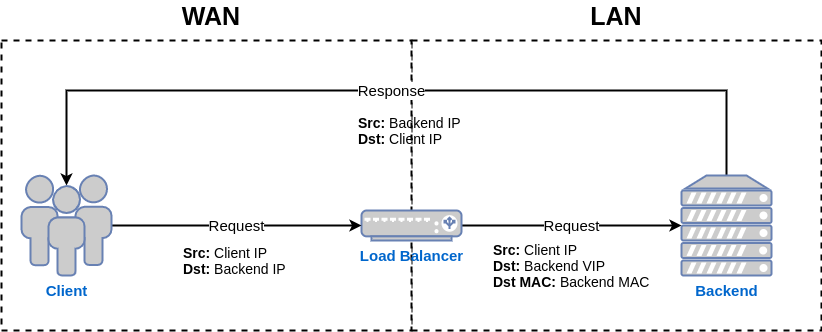 WAN
LAN
Response
Src: Backend IP
Dst: Client IP
Request
Request
Src: Client IP
Dst: Backend IP
Src: Client IP
Dst: Backend VIP
Dst MAC: Backend MAC
Load Balancer
Client
Backend